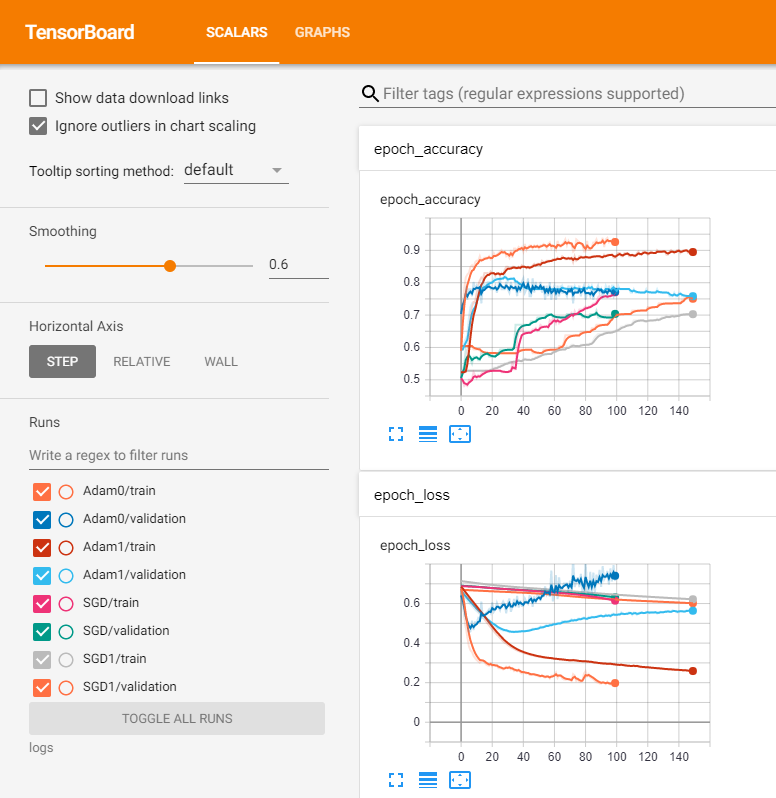 TensorBoard SCALARS GRAPHS
Show data download links
Ignore outliers in chart scaling
Tooltip sorting method: default
Smoothing
0.6
Horizontal Axis
STEP RELATIVE WALL
Runs
Write a regex to filter runs
Adam0/train
Adam0/validation
Adam1/train
Adam1/validation
SGD/train
SGD/validation
SGD1/train
SGD1/validation
TOGGLE ALL RUNS
logs
Filter tags (regular expressions supported)
epoch_accuracy
epoch_accuracy
0.9
0.8
0.7
0.6
0.5
0 20 40 60 80 100 120 140
epoch_loss
epoch_loss
0.6
0.4
0.2
0
0 20 40 60 80 100 120 140